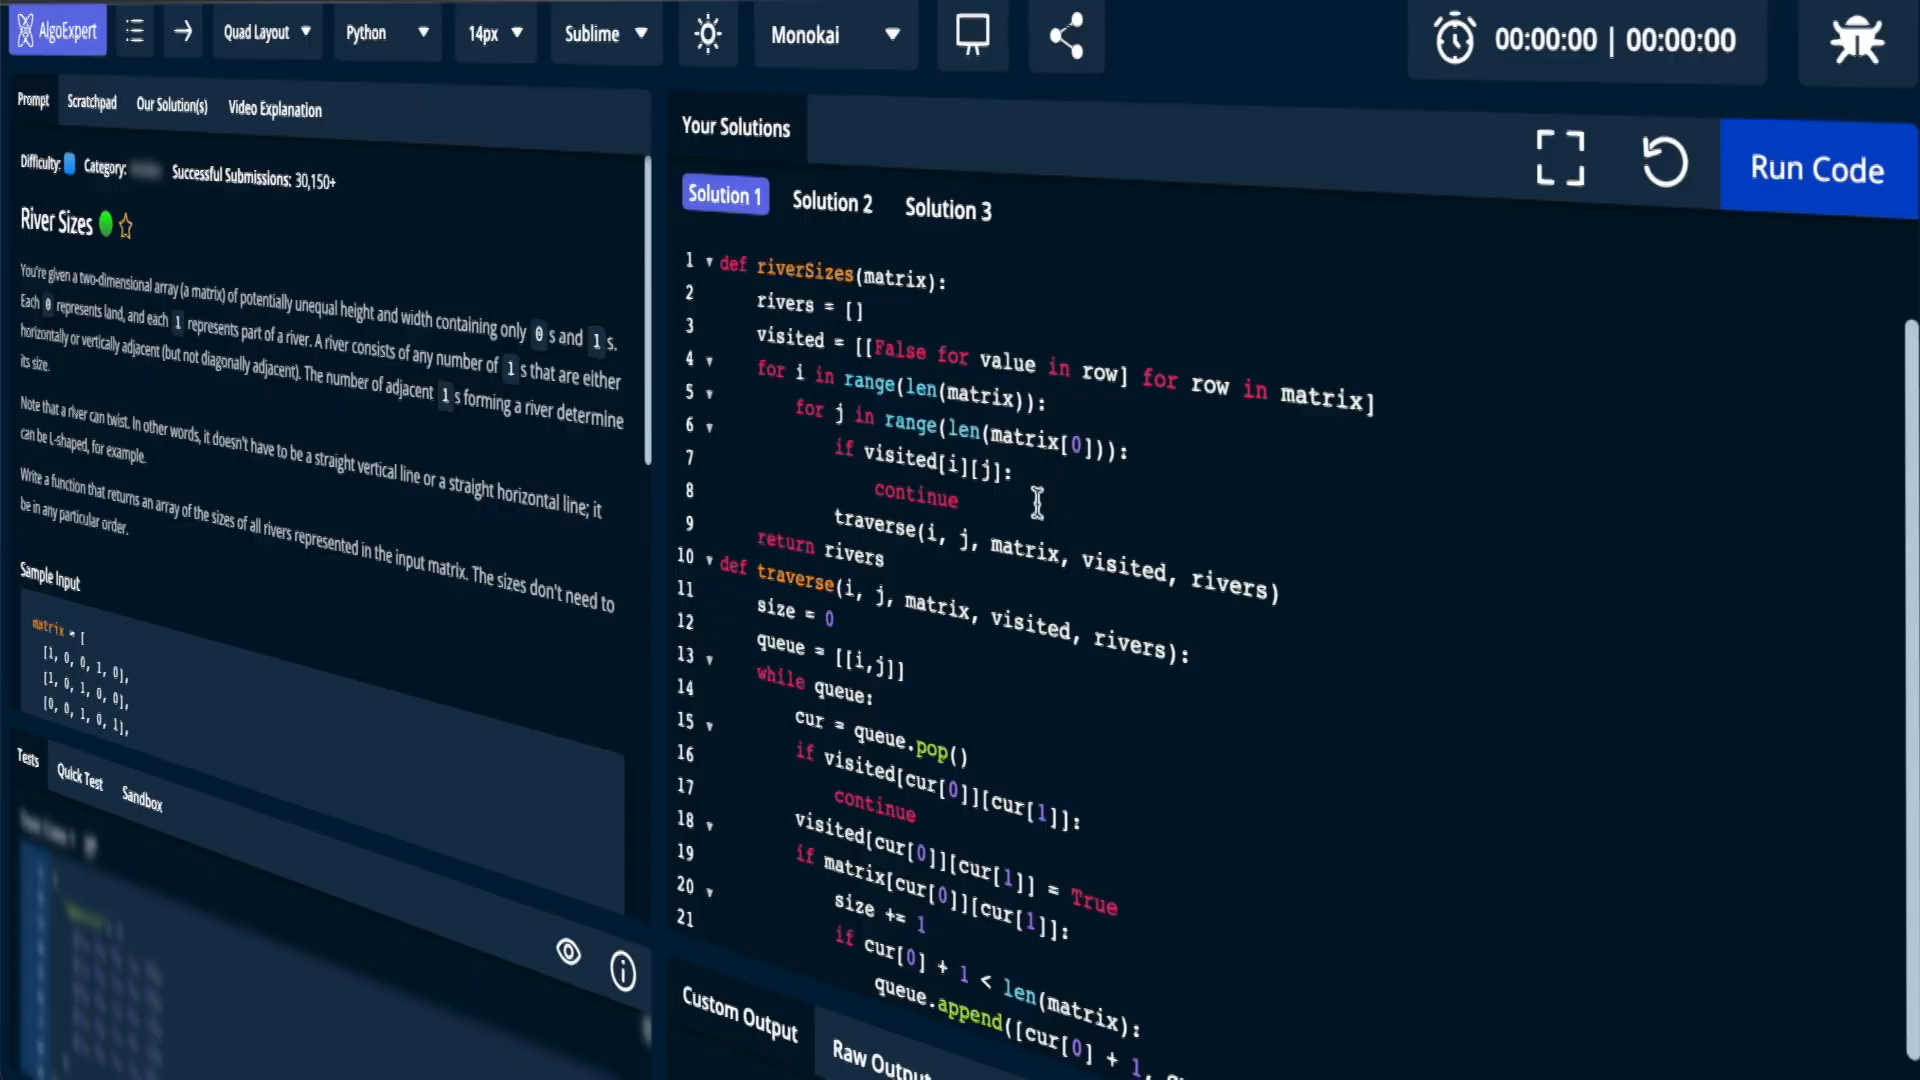 AlgoExpert
Quad Layout
Python
14px
Sublime
Monokai
00:00:00 | 00:00:00
Prompt
Scratchpad
Our Solution(s)
Video Explanation
Difficulty:
Category:
Successful Submissions: 30,150+
River Sizes
You're given a two-dimensional array (a matrix) of potentially unequal height and width containing only 0s and 1s.
Each 0 represents land, and each 1 represents part of a river. A river consists of any number of 1s that are either
horizontally or vertically adjacent (but not diagonally adjacent). The number of adjacent 1s forming a river determine
its size.
Note that a river can twist. In other words, it doesn't have to be a straight vertical line or a straight horizontal line; it
can be L-shaped, for example.
Write a function that returns an array of the sizes of all rivers represented in the input matrix. The sizes don't need to
be in any particular order.
Sample Input
matrix = [
[1, 0, 0, 1, 0],
[1, 0, 1, 0, 0],
[0, 0, 1, 0, 1],
Tests
Quick Test
Sandbox
Your Solutions
Run Code
Solution 1
Solution 2
Solution 3
1 def riverSizes(matrix):
2 rivers = []
3 visited = [[False for value in row] for row in matrix]
4 for i in range(len(matrix)):
5 for j in range(len(matrix[0])):
6 if visited[i][j]:
7 continue
8 traverse(i, j, matrix, visited, rivers)
9 return rivers
10 def traverse(i, j, matrix, visited, rivers):
11 size = 0
12 queue = [[i,j]]
13 while queue:
14 cur = queue.pop()
15 if visited[cur[0]][cur[1]]:
16 continue
17 visited[cur[0]][cur[1]] = True
18 if matrix[cur[0]][cur[1]]:
19 size += 1
20 if cur[0] + 1 < len(matrix):
21 queue.append([cur[0] + 1,
Custom Output
Raw Output